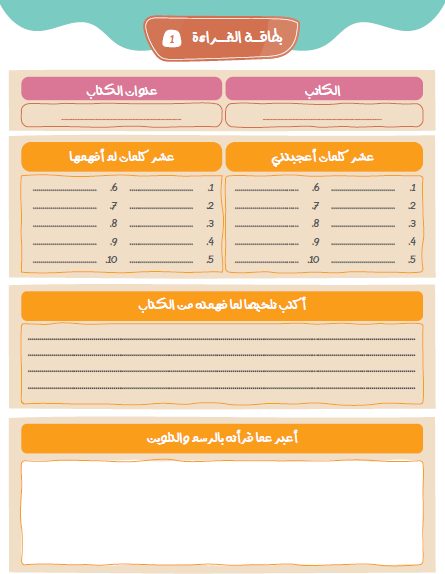 بطاقة القراءة 1
الكاتب
عنوان الكتاب
عشر كلمات أعجبتني
عشر كلمات لم أفهمها
1. 6.
2. 7.
3. 8.
4. 9.
5. 10.
1. 6.
2. 7.
3. 8.
4. 9.
5. 10.
أكتب تلخيصا لما فهمته من الكتاب
أعبر عما قرأته بالرسم والتلوين